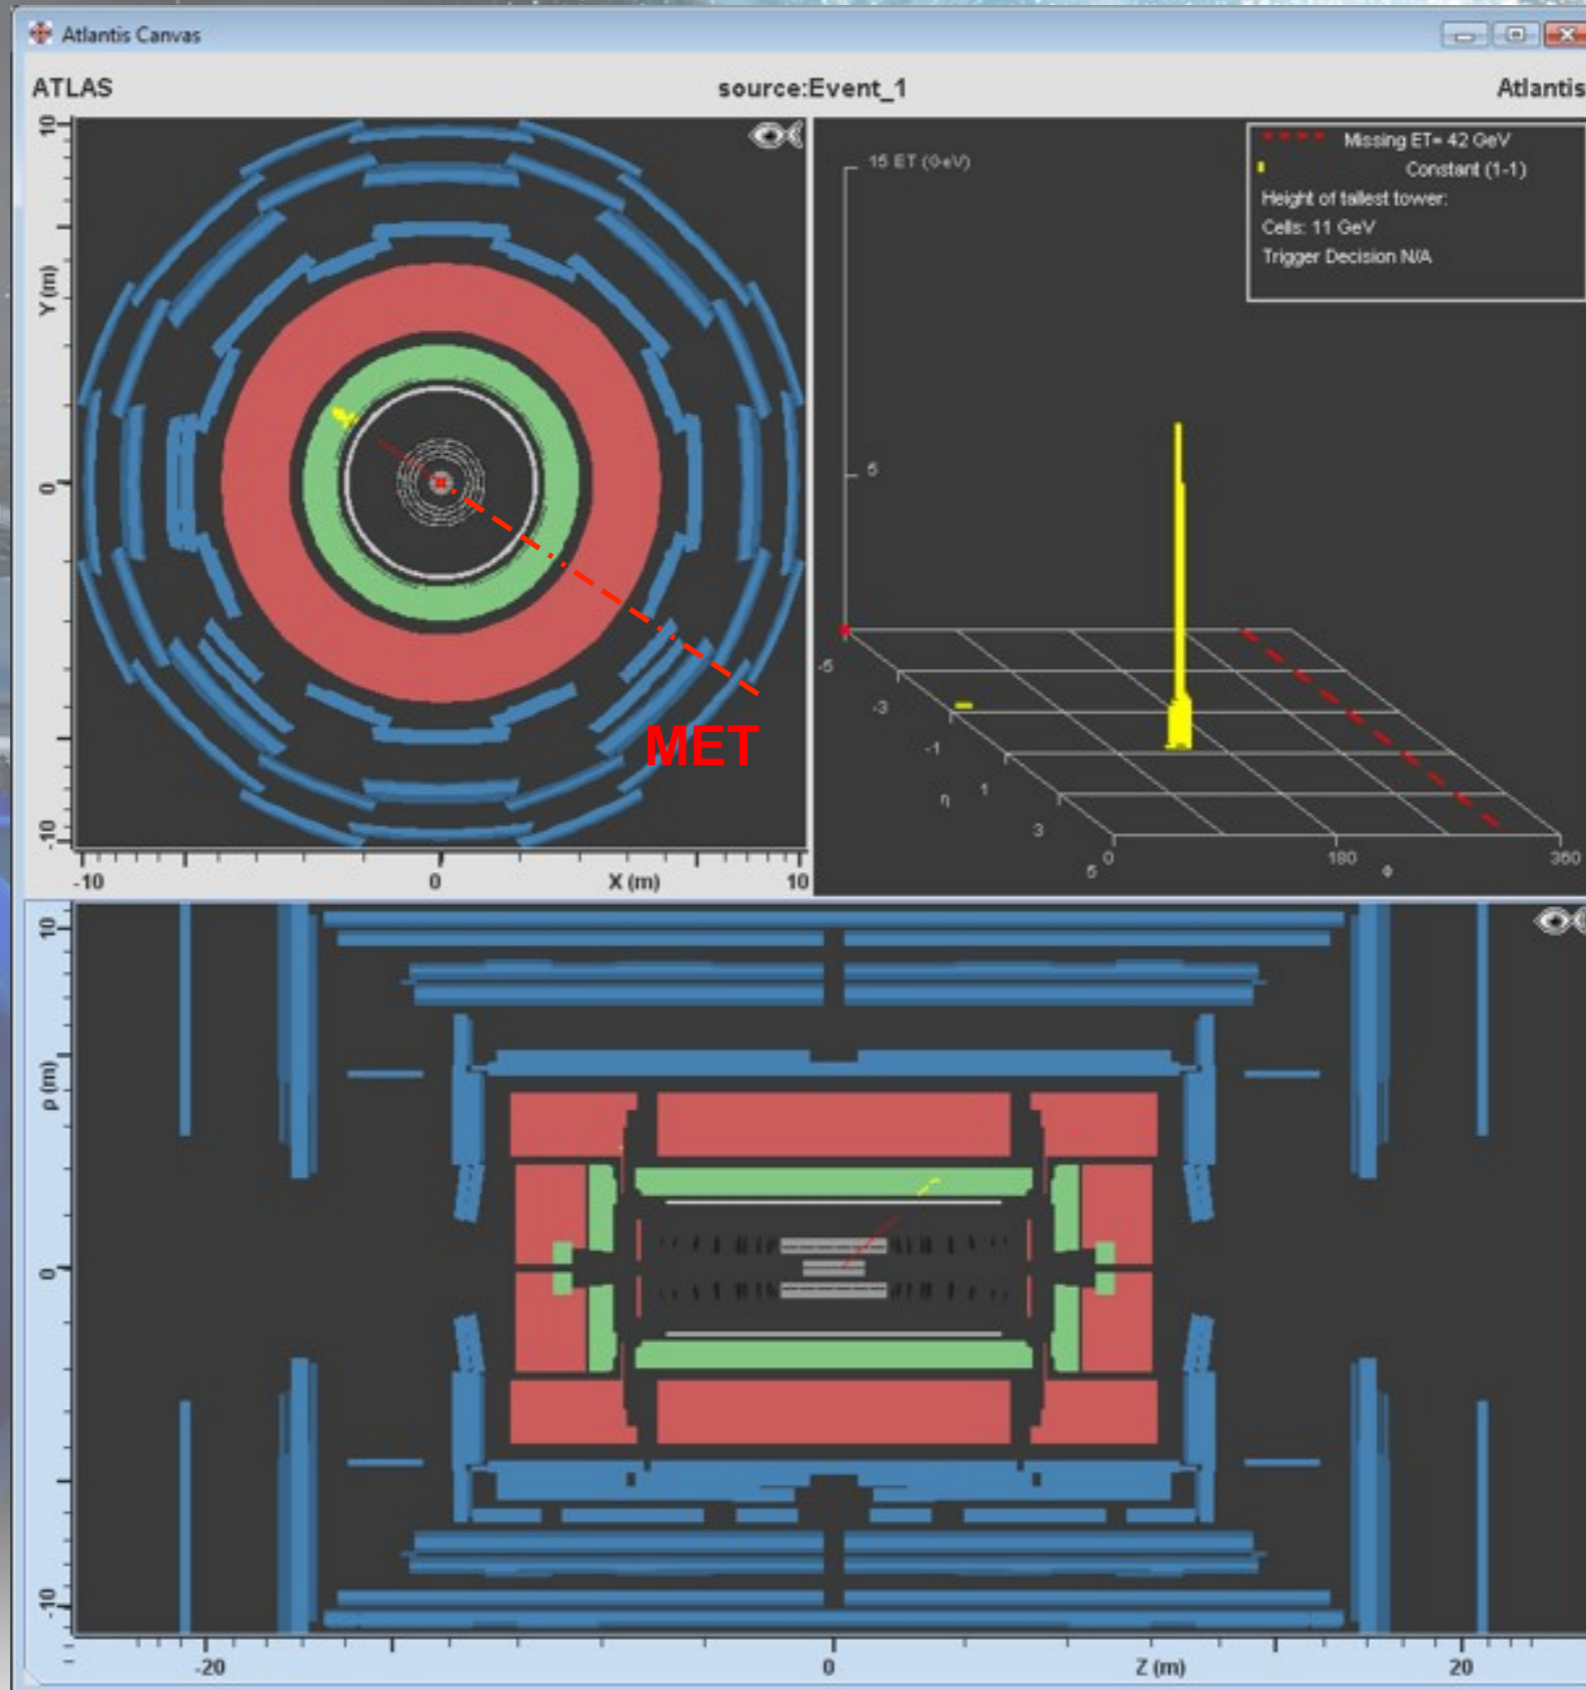 Atlantis Canvas
ATLAS
source:Event_1
Atlantis
10
Y (m)
0
-10
-10
0
X (m)
10
MET
15 ET (GeV)
5
-5
-3
-1
η
1
3
5
0
180
Φ
360
Missing ET= 42 GeV
Constant (1-1)
Height of tallest tower:
Cells: 11 GeV
Trigger Decision N/A
10
ρ (m)
0
-10
-20
0
Z (m)
20